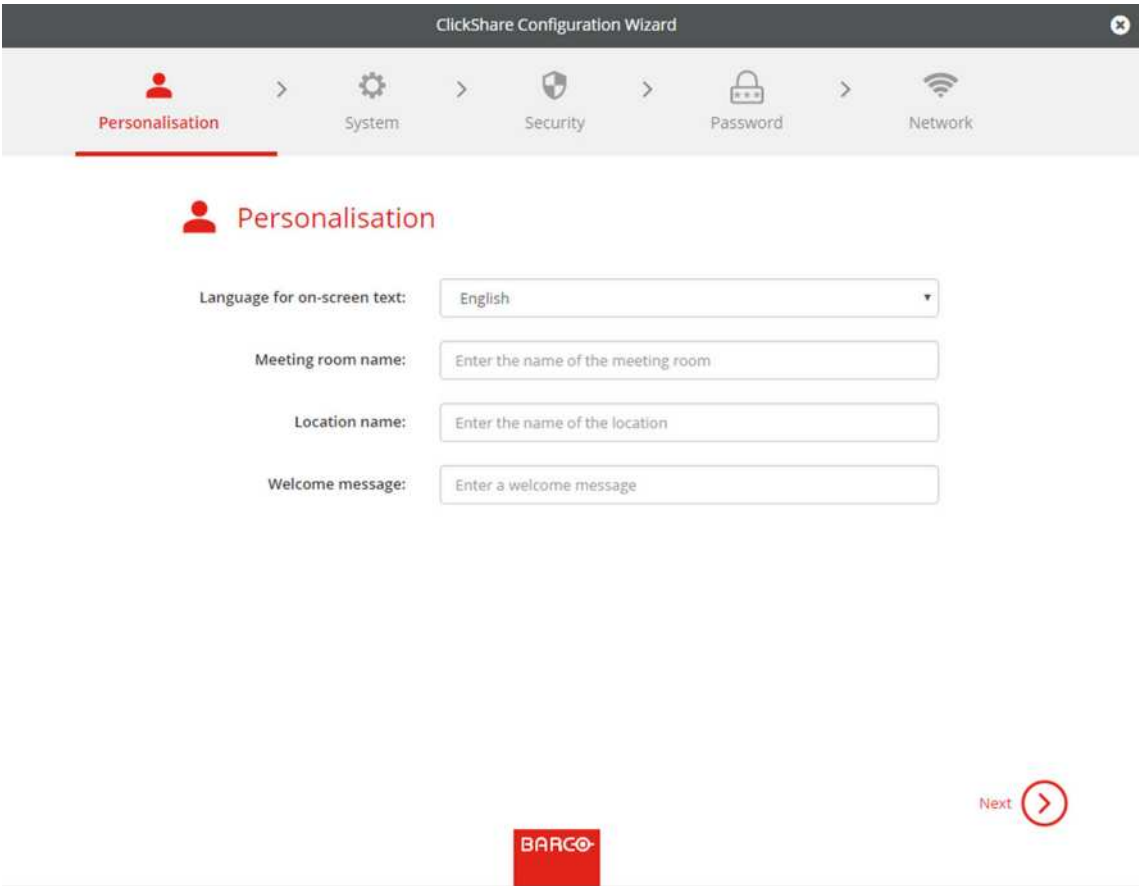 ClickShare Configuration Wizard
Personalisation
System
Security
Password
Network
Personalisation
Language for on-screen text:
English
Meeting room name:
Enter the name of the meeting room
Location name:
Enter the name of the location
Welcome message:
Enter a welcome message
Next
BARCO